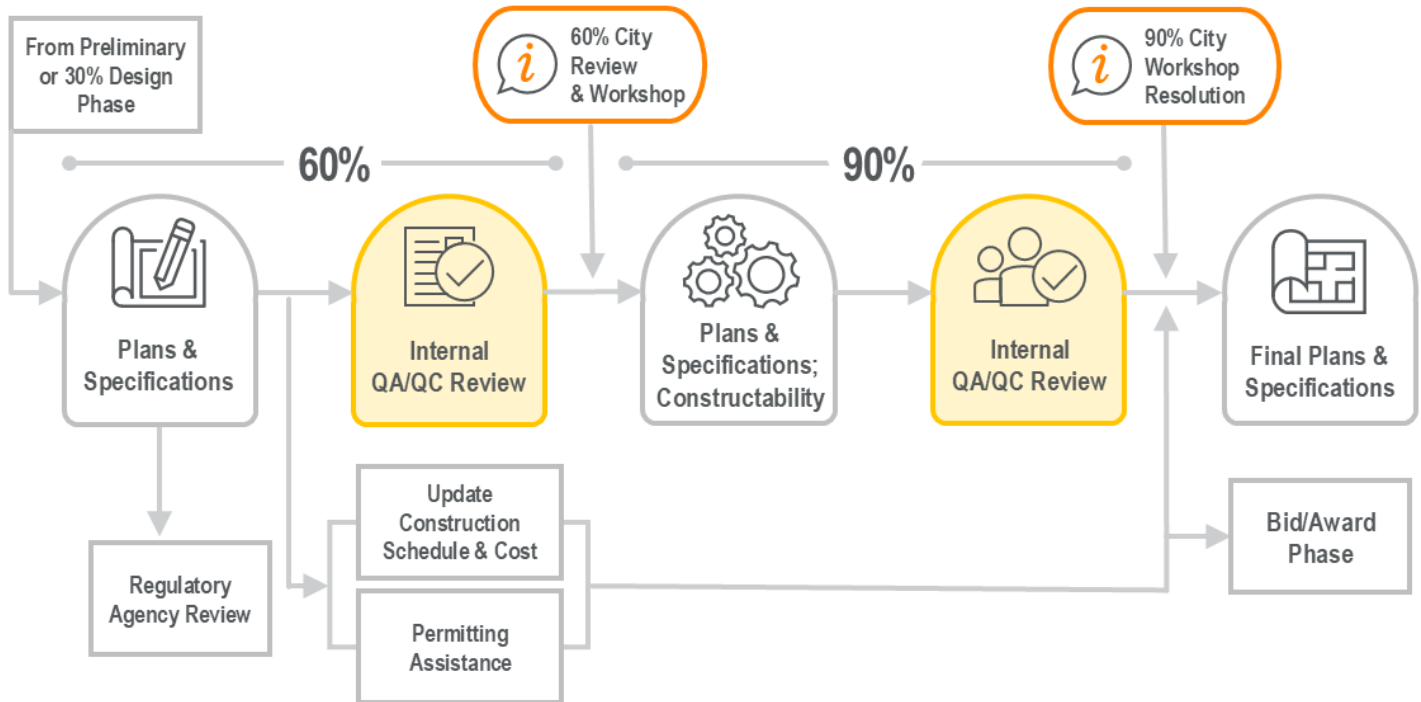 From Preliminary
or 30% Design
Phase
i
60% City
Review
& Workshop
i
90% City
Workshop
Resolution
60%
90%
Plans &
Specifications
Internal
QA/QC Review
Plans &
Specifications;
Constructability
Internal
QA/QC Review
Final Plans &
Specifications
Regulatory
Agency Review
Update
Construction
Schedule & Cost
Permitting
Assistance
Bid/Award
Phase